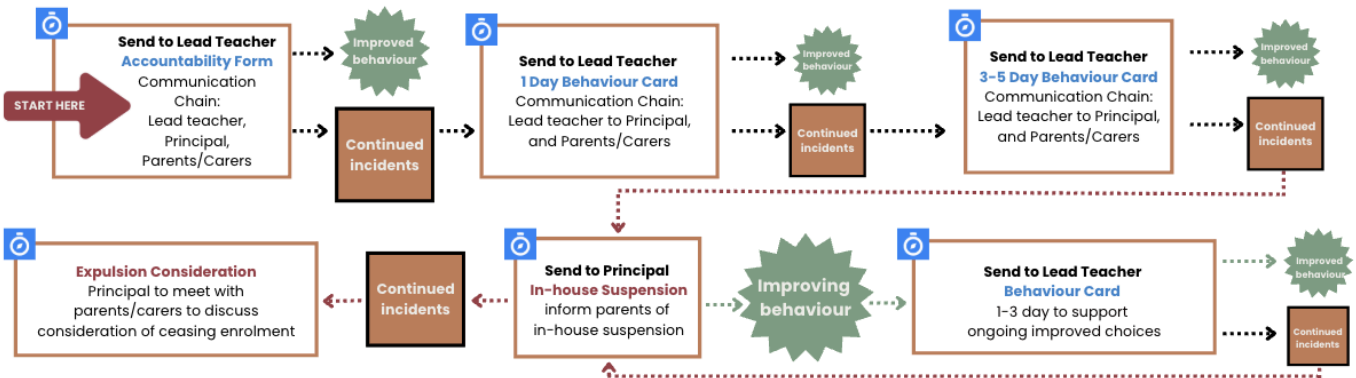 START HERE
Send to Lead Teacher
Accountability Form
Communication
Chain:
Lead teacher,
Principal,
Parents/Carers
Improved
behaviour
Continued
incidents
Send to Lead Teacher
1 Day Behaviour Card
Communication Chain:
Lead teacher to Principal,
and Parents/Carers
Improved
behaviour
Continued
incidents
Send to Lead Teacher
3-5 Day Behaviour Card
Communication Chain:
Lead teacher to Principal,
and Parents/Carers
Improved
behaviour
Continued
incidents
Send to Principal
In-house Suspension
inform parents of
in-house suspension
Improving
behaviour
Send to Lead Teacher
Behaviour Card
1-3 day to support
ongoing improved choices
Improved
behaviour
Continued
incidents
Continued
incidents
Expulsion Consideration
Principal to meet with
parents/carers to discuss
consideration of ceasing enrolment